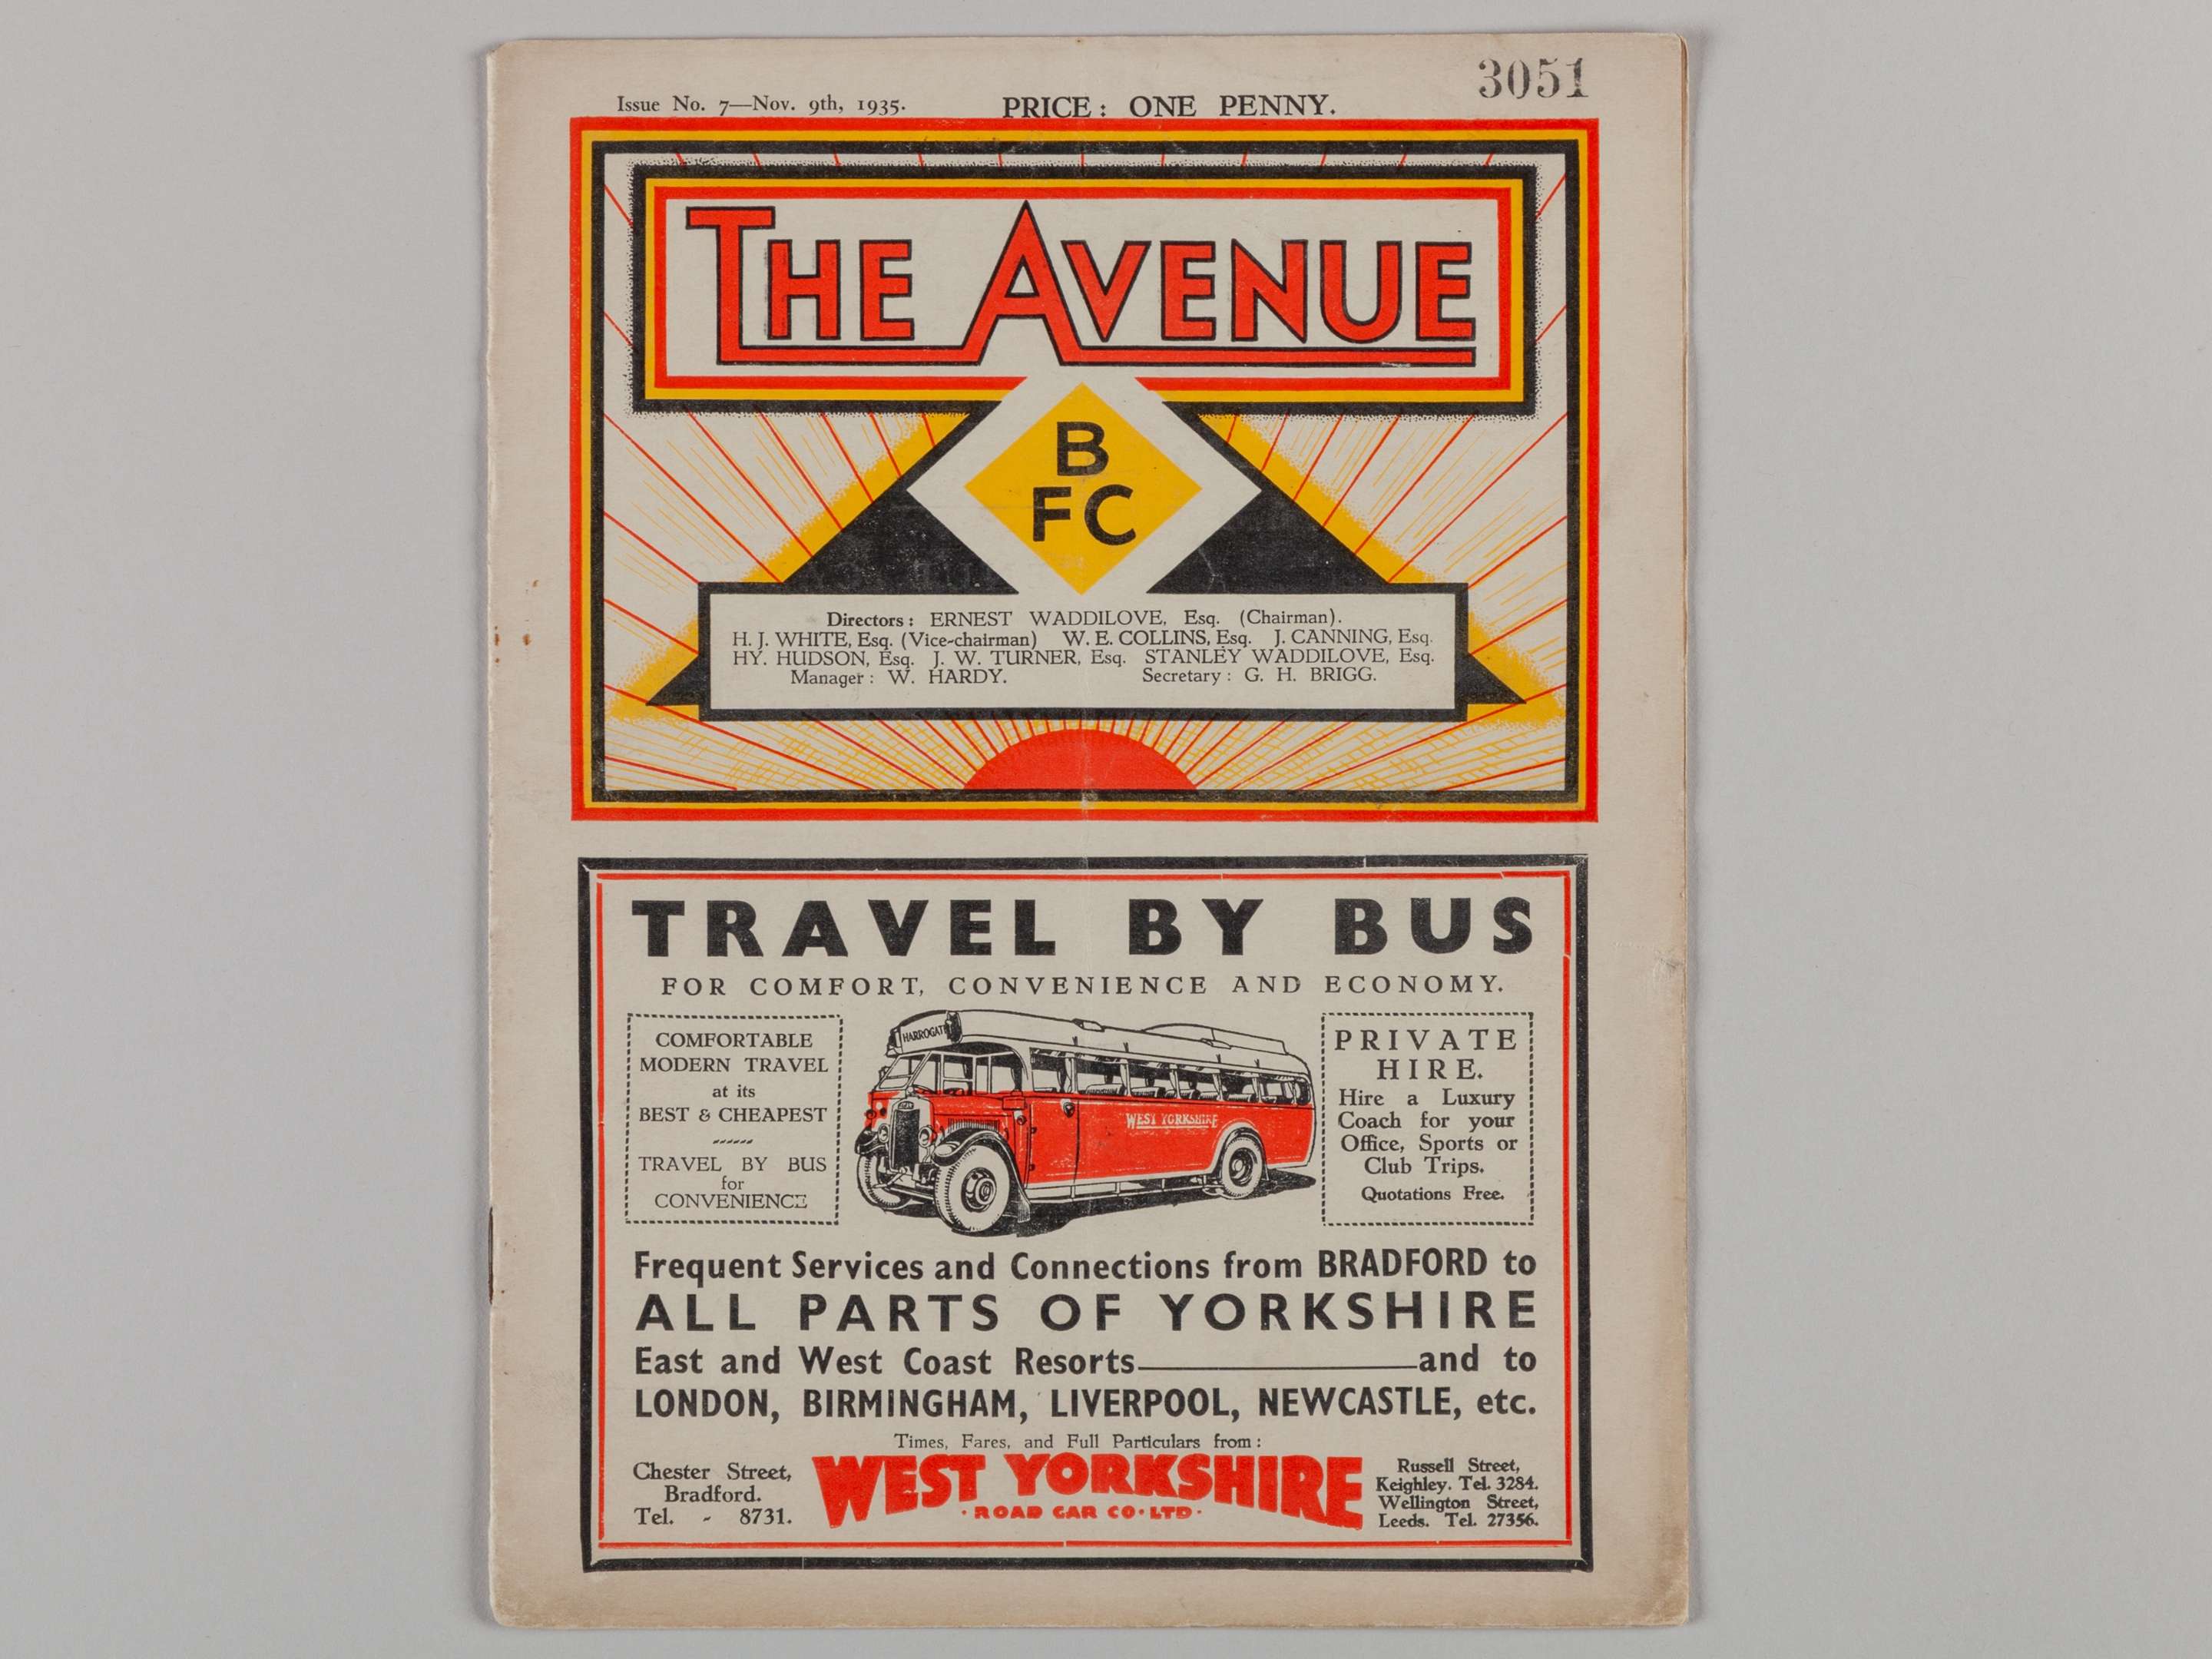 3051
Issue No. 7—Nov. 9th, 1935. PRICE: ONE PENNY.
THE AVENUE
B
FC
Directors: ERNEST WADDILOVE, Esq. (Chairman).
H. J. WHITE, Esq. (Vice-chairman) W. E. COLLINS, Esq. J. CANNING, Esq.
HY. HUDSON, Esq. J. W. TURNER, Esq. STANLEY WADDILOVE, Esq.
Manager: W. HARDY. Secretary: G. H. BRIGG.
TRAVEL BY BUS
FOR COMFORT, CONVENIENCE AND ECONOMY.
COMFORTABLE
MODERN TRAVEL
at its
BEST & CHEAPEST
TRAVEL BY BUS
for
CONVENIENCE
HARROGATE
WEST YORKSHIRE
PRIVATE
HIRE.
Hire a Luxury
Coach for your
Office, Sports or
Club Trips.
Quotations Free.
Frequent Services and Connections from BRADFORD to
ALL PARTS OF YORKSHIRE
East and West Coast Resorts———and to
LONDON, BIRMINGHAM, LIVERPOOL, NEWCASTLE, etc.
Times, Fares, and Full Particulars from:
Chester Street,
Bradford.
Tel. - 8731.
WEST YORKSHIRE
· ROAD CAR CO · LTD ·
Russell Street,
Keighley. Tel. 3284.
Wellington Street,
Leeds. Tel. 27356.